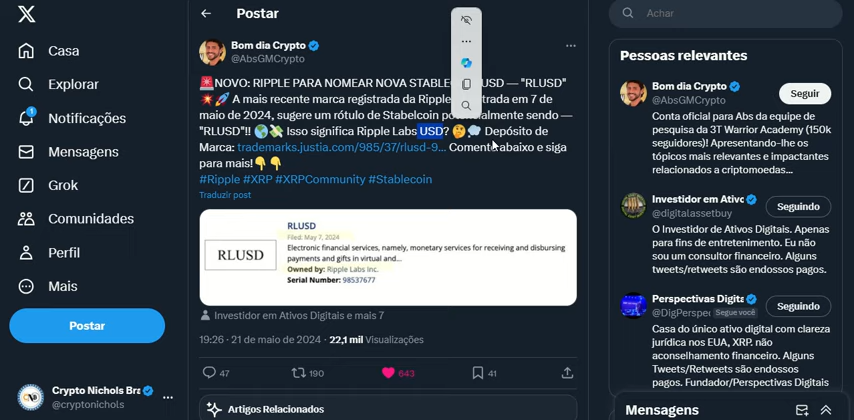 Postar
Achar
Casa
Explorar
1
Notificações
Mensagens
Grok
Comunidades
Perfil
Mais
Postar
Crypto Nichols Bra
@cryptonichols
Bom dia Crypto
@AbsGMCrypto
🚨NOVO: RIPPLE PARA NOMEAR NOVA USD — "RLUSD"
💥🚀 A mais recente marca registrada da Ripple, em 7 de
maio de 2024, sugere um rótulo de Stabelcoin sendo —
"RLUSD"!! 🌎💸 Isso significa Ripple Labs USD? 🤔💭 Depósito de
Marca: trademarks.justia.com/985/37/rlusd-9... Comente abaixo e siga
para mais!👇👇
#Ripple #XRP #XRPCommunity #Stablecoin
Traduzir post
RLUSD
RLUSD
Filed: May 7, 2024
Electronic financial services, namely, monetary services for receiving and disbursing
payments and gifts in virtual and...
Owned by: Ripple Labs Inc.
Serial Number: 98537677
Investidor em Ativos Digitais e mais 7
19:26 · 21 de maio de 2024 · 22,1 mil Visualizações
47 190 643 41
Artigos Relacionados
Pessoas relevantes
Bom dia Crypto
@AbsGMCrypto
Seguir
Conta oficial para Abs da equipe de
pesquisa da 3T Warrior Academy (150k
seguidores)! Apresentando-lhe os
tópicos mais relevantes e impactantes
relacionados a criptomoedas...
Investidor em Ativo
@digitalassetbuy
Seguindo
O Investidor de Ativos Digitais. Apenas
para fins de entretenimento. Eu não
sou um consultor financeiro. Alguns
tweets/retweets são endossos pagos.
Perspectivas Digita
@DigPerspec Segue você
Seguindo
Casa do único ativo digital com clareza
jurídica nos EUA, XRP. não
aconselhamento financeiro. Alguns
Tweets/Retweets são endossos
pagos. Fundador/Perspectivas Digitais
Mensagens